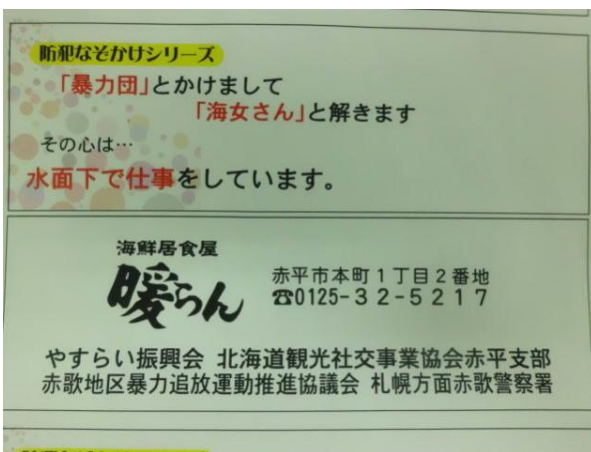 防犯なぞかけシリーズ
「暴力団」とかけまして
「海女さん」と解きます
その心は…
水面下で仕事をしています。
海鮮居食屋
暖らん
赤平市本町1丁目2番地
☎0125-32-5217
やすらい振興会 北海道観光社交事業協会赤平支部
赤歌地区暴力追放運動推進協議会 札幌方面赤歌警察署